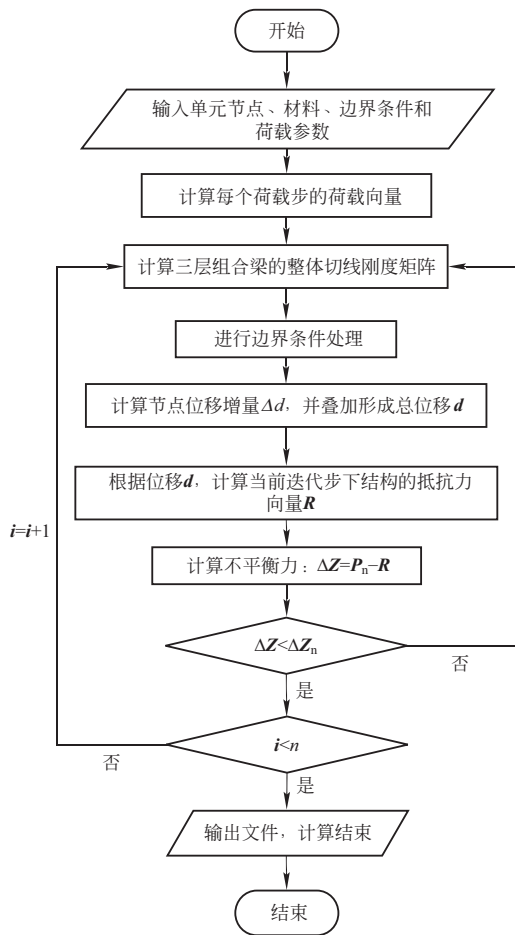 开始
输入单元节点、材料、边界条件和
荷载参数
计算每个荷载步的荷载向量
计算三层组合梁的整体切线刚度矩阵
进行边界条件处理
计算节点位移增量Δd，并叠加形成总位移d
根据位移d，计算当前迭代步下结构的抵抗力
向量R
i=i+1
计算不平衡力：ΔZ=Pn−R
ΔZ<ΔZn
否
是
i<n
否
是
输出文件，计算结束
结束